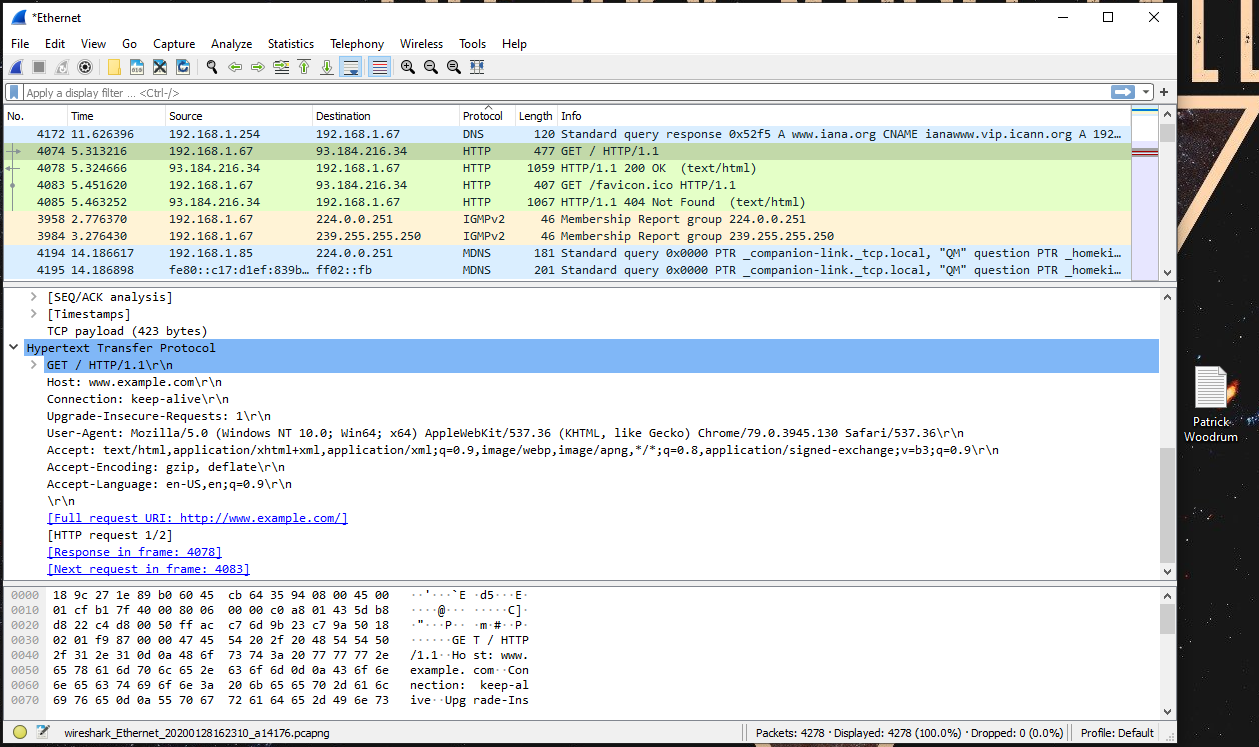 *Ethernet
File Edit View Go Capture Analyze Statistics Telephony Wireless Tools Help
Apply a display filter ... <Ctrl-/>
No. Time Source Destination Protocol Length Info
4172 11.626396 192.168.1.254 192.168.1.67 DNS 120 Standard query response 0x52f5 A www.iana.org CNAME ianawww.vip.icann.org A 192…
4074 5.313216 192.168.1.67 93.184.216.34 HTTP 477 GET / HTTP/1.1
4078 5.324666 93.184.216.34 192.168.1.67 HTTP 1059 HTTP/1.1 200 OK (text/html)
4083 5.451620 192.168.1.67 93.184.216.34 HTTP 407 GET /favicon.ico HTTP/1.1
4085 5.463252 93.184.216.34 192.168.1.67 HTTP 1067 HTTP/1.1 404 Not Found (text/html)
3958 2.776370 192.168.1.67 224.0.0.251 IGMPv2 46 Membership Report group 224.0.0.251
3984 3.276430 192.168.1.67 239.255.255.250 IGMPv2 46 Membership Report group 239.255.255.250
4194 14.186617 192.168.1.85 224.0.0.251 MDNS 181 Standard query 0x0000 PTR _companion-link._tcp.local, "QM" question PTR _homeki…
4195 14.186898 fe80::c17:d1ef:839b… ff02::fb MDNS 201 Standard query 0x0000 PTR _companion-link._tcp.local, "QM" question PTR _homeki…
[SEQ/ACK analysis]
[Timestamps]
TCP payload (423 bytes)
Hypertext Transfer Protocol
GET / HTTP/1.1\r\n
Host: www.example.com\r\n
Connection: keep-alive\r\n
Upgrade-Insecure-Requests: 1\r\n
User-Agent: Mozilla/5.0 (Windows NT 10.0; Win64; x64) AppleWebKit/537.36 (KHTML, like Gecko) Chrome/79.0.3945.130 Safari/537.36\r\n
Accept: text/html,application/xhtml+xml,application/xml;q=0.9,image/webp,image/apng,*/*;q=0.8,application/signed-exchange;v=b3;q=0.9\r\n
Accept-Encoding: gzip, deflate\r\n
Accept-Language: en-US,en;q=0.9\r\n
\r\n
[Full request URI: http://www.example.com/]
[HTTP request 1/2]
[Response in frame: 4078]
[Next request in frame: 4083]
0000 18 9c 27 1e 89 b0 60 45 cb 64 35 94 08 00 45 00 ··'···`E ·d5···E·
0010 01 cf b1 7f 40 00 80 06 00 00 c0 a8 01 43 5d b8 ····@··· ·····C]·
0020 d8 22 c4 d8 00 50 ff ac c7 6d 9b 23 c7 9a 50 18 ·"···P·· ·m·#··P·
0030 02 01 f9 87 00 00 47 45 54 20 2f 20 48 54 54 50 ······GE T / HTTP
0040 2f 31 2e 31 0d 0a 48 6f 73 74 3a 20 77 77 77 2e /1.1··Ho st: www.
0050 65 78 61 6d 70 6c 65 2e 63 6f 6d 0d 0a 43 6f 6e example. com··Con
0060 6e 65 63 74 69 6f 6e 3a 20 6b 65 65 70 2d 61 6c nection: keep-al
0070 69 76 65 0d 0a 55 70 67 72 61 64 65 2d 49 6e 73 ive··Upg rade-Ins
wireshark_Ethernet_20200128162310_a14176.pcapng
Packets: 4278 · Displayed: 4278 (100.0%) · Dropped: 0 (0.0%)
Profile: Default
Patrick
Woodrum